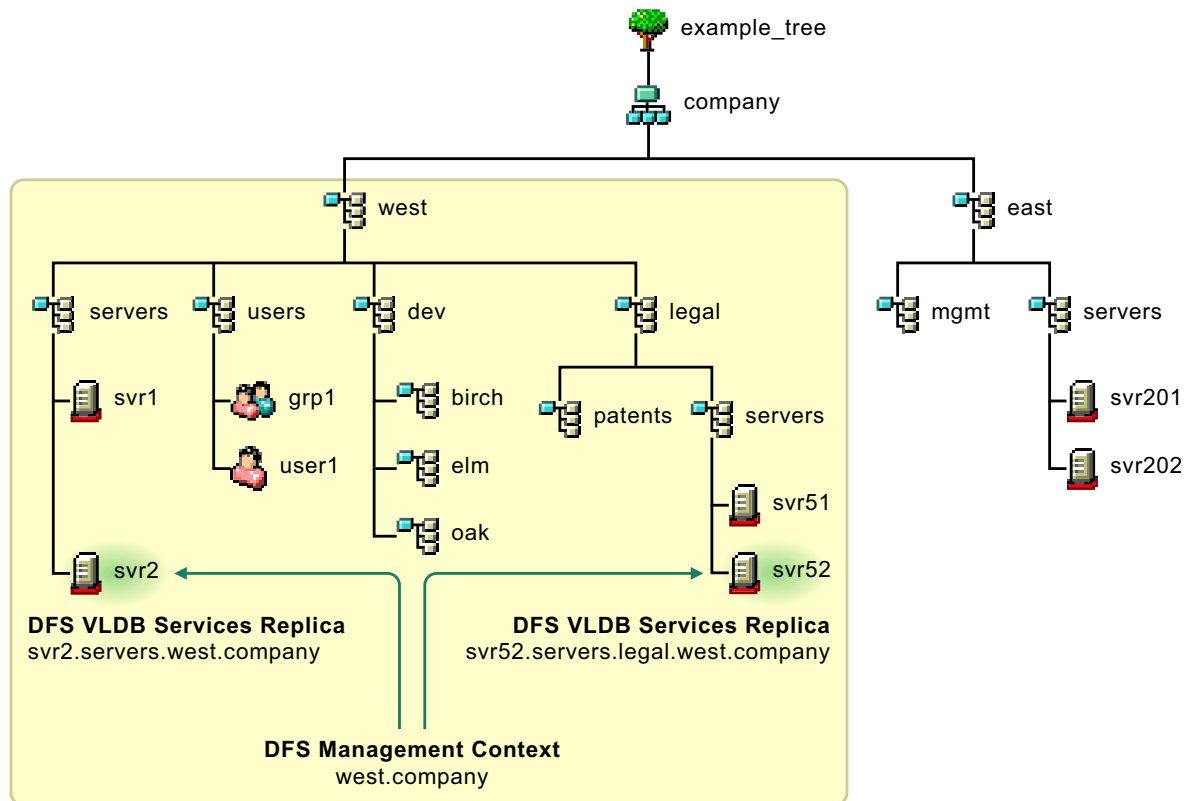 example_tree
company
west
east
servers
users
dev
legal
mgmt
servers
svr1
grp1
birch
patents
servers
svr201
user1
elm
svr202
svr51
oak
svr2
svr52
DFS VLDB Services Replica
svr2.servers.west.company
DFS VLDB Services Replica
svr52.servers.legal.west.company
DFS Management Context
west.company